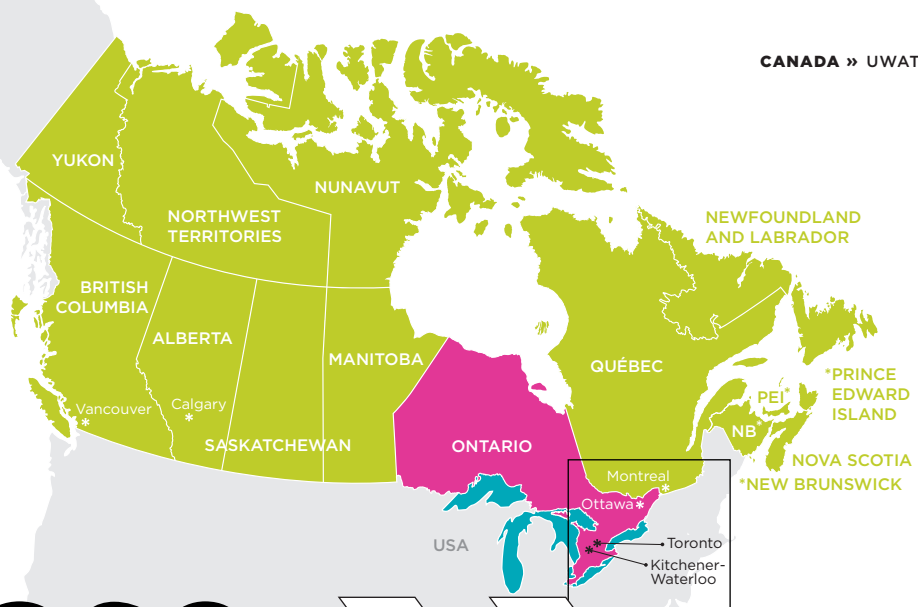 CANADA » UWAT
YUKON
NUNAVUT
NORTHWEST
TERRITORIES
NEWFOUNDLAND
AND LABRADOR
BRITISH
COLUMBIA
ALBERTA
MANITOBA
QUÉBEC
*PRINCE
EDWARD
ISLAND
PEI*
Vancouver
*
Calgary
*
NB*
SASKATCHEWAN
ONTARIO
NOVA SCOTIA
*NEW BRUNSWICK
Montreal
*
Ottawa*
USA
* Toronto
* Kitchener-
Waterloo